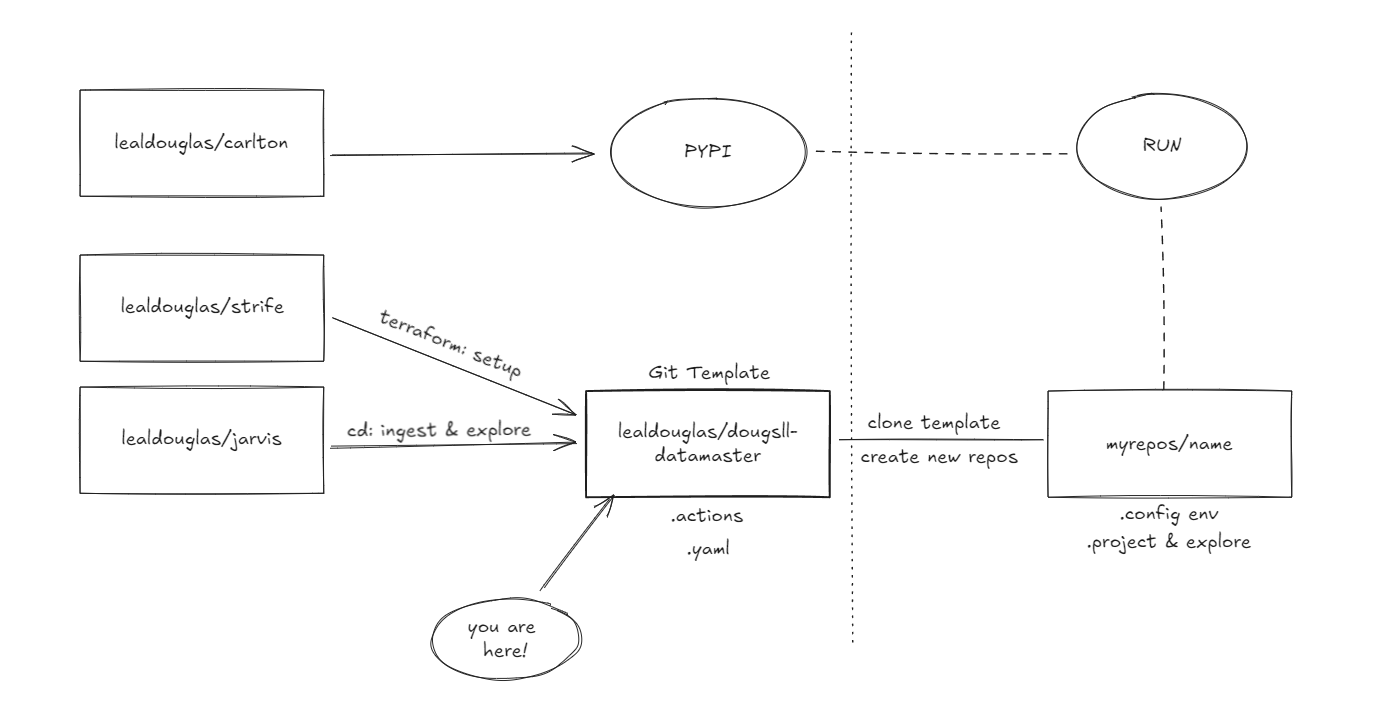 lealdouglas/carlton
PYPI
RUN
lealdouglas/strife
terraform: setup
Git Template
lealdouglas/jarvis
cd: ingest & explore
lealdouglas/dougsll-
datamaster
clone template
create new repos
myrepos/name
.actions
.yaml
.config env
.project & explore
you are
here!